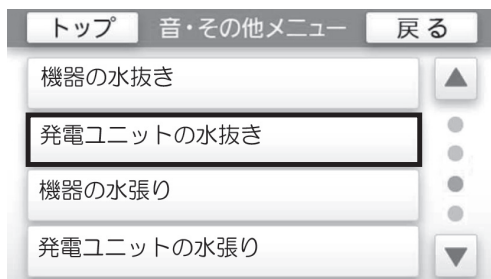 トップ 音・その他メニュー 戻る
機器の水抜き
発電ユニットの水抜き
機器の水張り
発電ユニットの水張り